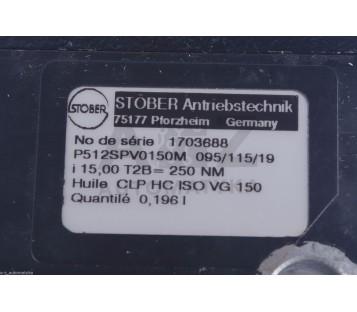 STÖBER
STÖBER Antriebstechnik
75177 Pforzheim Germany
No de série 1703688
P512SPV0150M 095/115/19
i 15,00 T2B= 250 NM
Huile CLP HC ISO VG 150
Quantilé 0,196 l